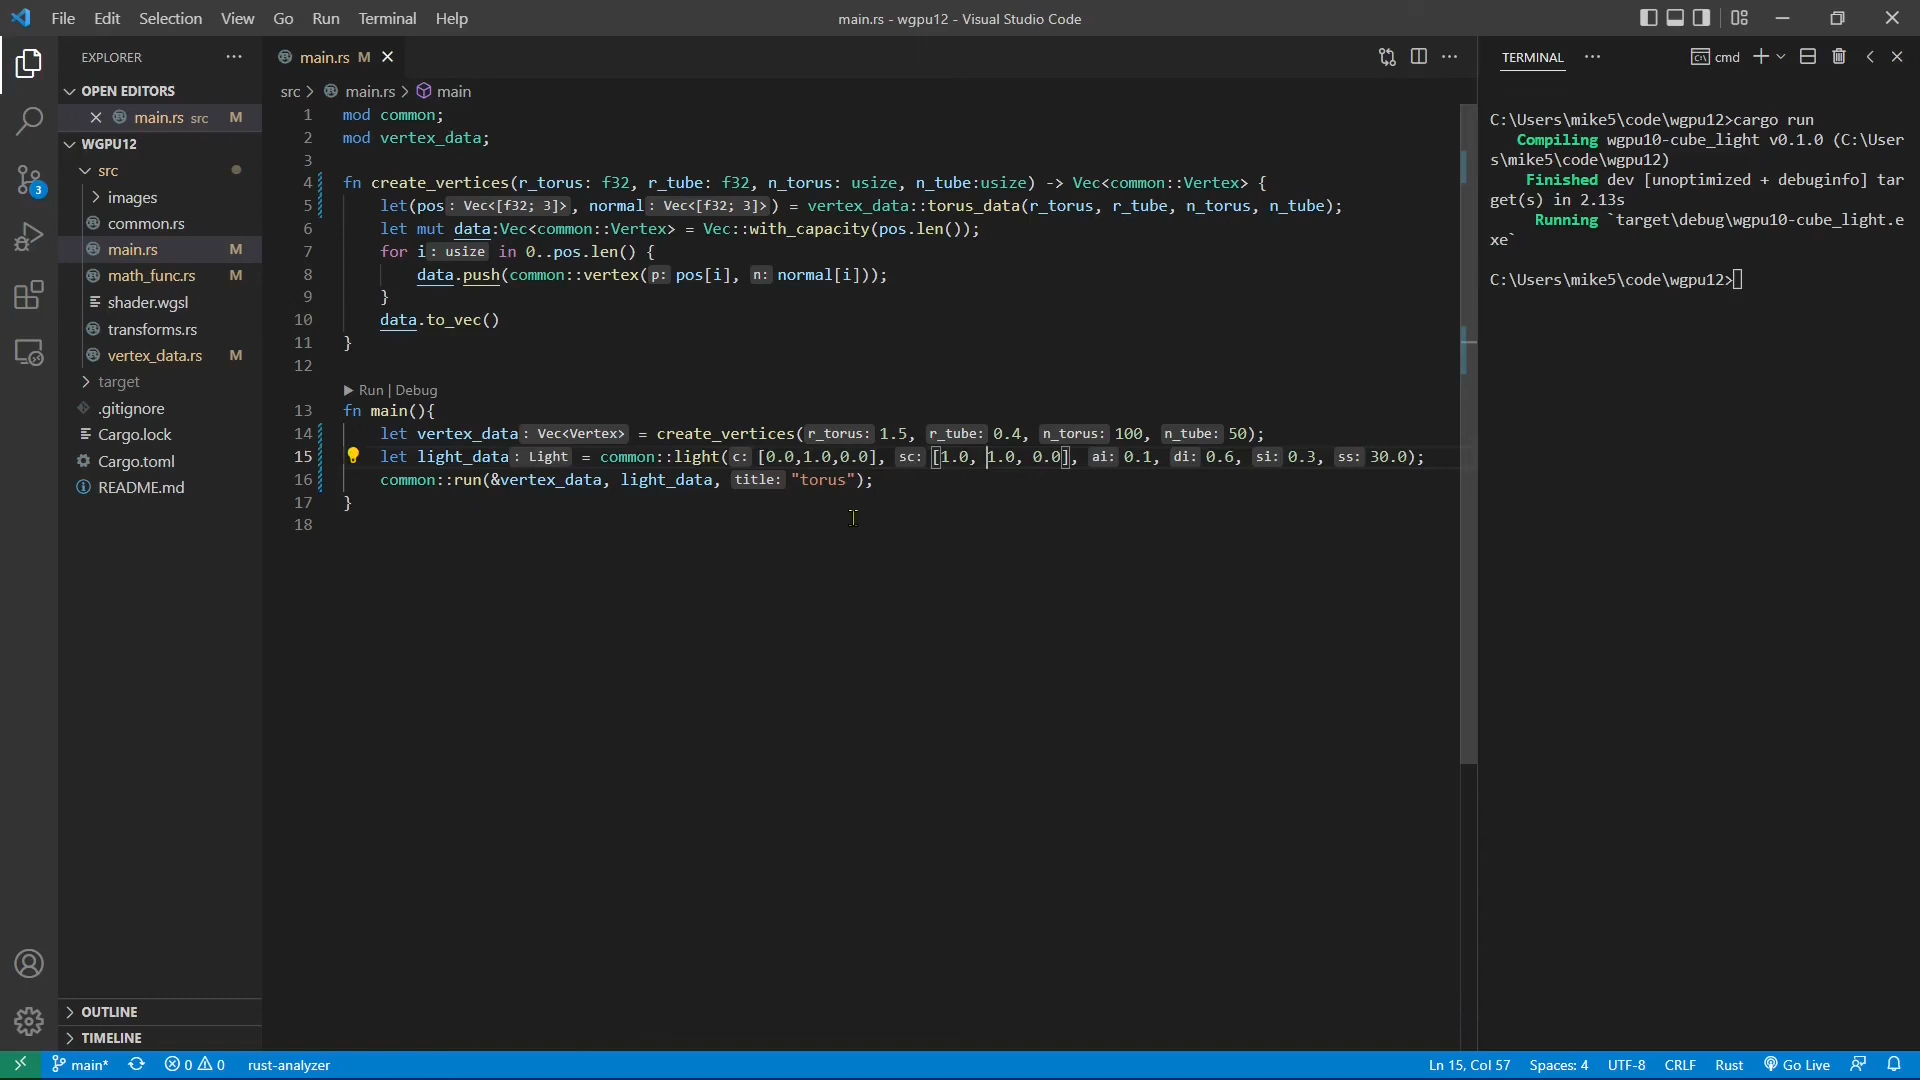 File Edit Selection View Go Run Terminal Help
main.rs - wgpu12 - Visual Studio Code
EXPLORER
OPEN EDITORS
main.rs src M
WGPU12
src
images
common.rs
main.rs M
math_func.rs M
shader.wgsl
transforms.rs
vertex_data.rs M
target
.gitignore
Cargo.lock
Cargo.toml
README.md
OUTLINE
TIMELINE
main.rs M
src > main.rs > main
1 mod common;
2 mod vertex_data;
3
4 fn create_vertices(r_torus: f32, r_tube: f32, n_torus: usize, n_tube:usize) -> Vec<common::Vertex> {
5 let(pos: Vec<[f32; 3]>, normal: Vec<[f32; 3]>) = vertex_data::torus_data(r_torus, r_tube, n_torus, n_tube);
6 let mut data:Vec<common::Vertex> = Vec::with_capacity(pos.len());
7 for i: usize in 0..pos.len() {
8 data.push(common::vertex(p: pos[i], n: normal[i]));
9 }
10 data.to_vec()
11 }
12
Run | Debug
13 fn main(){
14 let vertex_data: Vec<Vertex> = create_vertices(r_torus: 1.5, r_tube: 0.4, n_torus: 100, n_tube: 50);
15 let light_data: Light = common::light(c: [0.0,1.0,0.0], sc: [1.0, 1.0, 0.0], ai: 0.1, di: 0.6, si: 0.3, ss: 30.0);
16 common::run(&vertex_data, light_data, title: "torus");
17 }
18
TERMINAL
cmd
C:\Users\mike5\code\wgpu12>cargo run
Compiling wgpu10-cube_light v0.1.0 (C:\User
s\mike5\code\wgpu12)
Finished dev [unoptimized + debuginfo] tar
get(s) in 2.13s
Running `target\debug\wgpu10-cube_light.e
xe`
C:\Users\mike5\code\wgpu12>
3
main* 0 0 rust-analyzer
Ln 15, Col 57 Spaces: 4 UTF-8 CRLF Rust Go Live